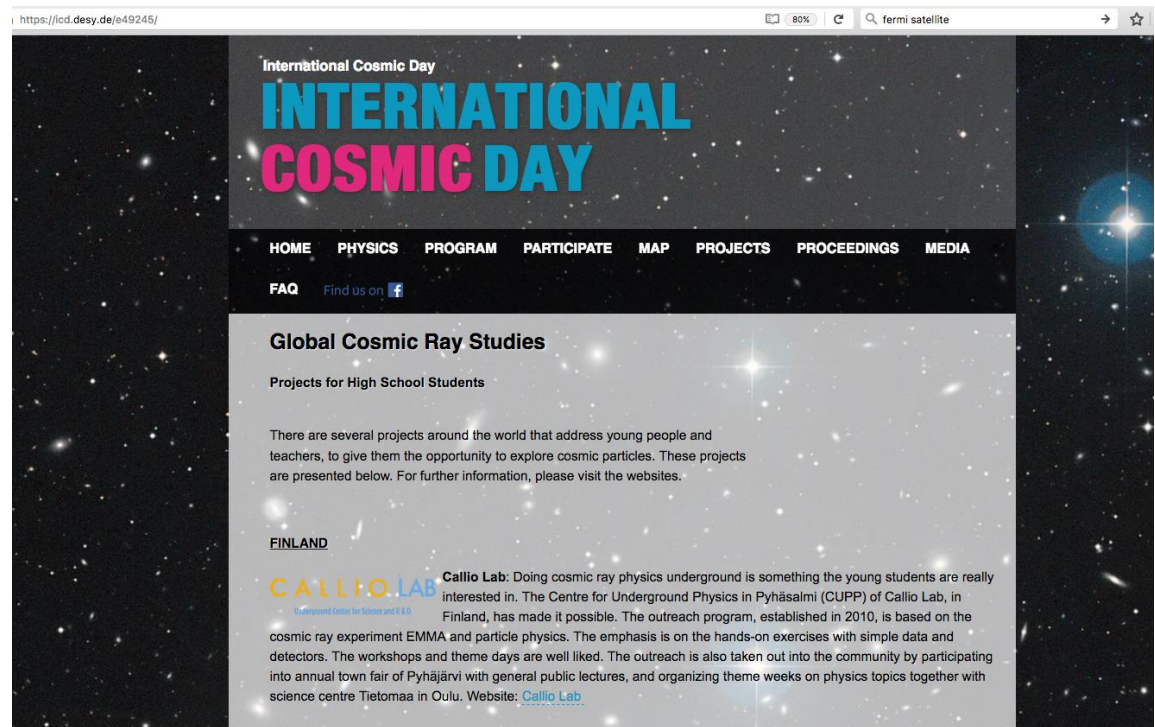 https://icd.desy.de/e49245/
80%
fermi satellite
International Cosmic Day
INTERNATIONAL
COSMIC DAY
HOME PHYSICS PROGRAM PARTICIPATE MAP PROJECTS PROCEEDINGS MEDIA
FAQ Find us on f
Global Cosmic Ray Studies
Projects for High School Students
There are several projects around the world that address young people and
teachers, to give them the opportunity to explore cosmic particles. These projects
are presented below. For further information, please visit the websites.
FINLAND
CALLIO LAB
Underground Center for Science and R&D
Callio Lab: Doing cosmic ray physics underground is something the young students are really
interested in. The Centre for Underground Physics in Pyhäsalmi (CUPP) of Callio Lab, in
Finland, has made it possible. The outreach program, established in 2010, is based on the
cosmic ray experiment EMMA and particle physics. The emphasis is on the hands-on exercises with simple data and
detectors. The workshops and theme days are well liked. The outreach is also taken out into the community by participating
into annual town fair of Pyhäjärvi with general public lectures, and organizing theme weeks on physics topics together with
science centre Tietomaa in Oulu. Website: Callio Lab